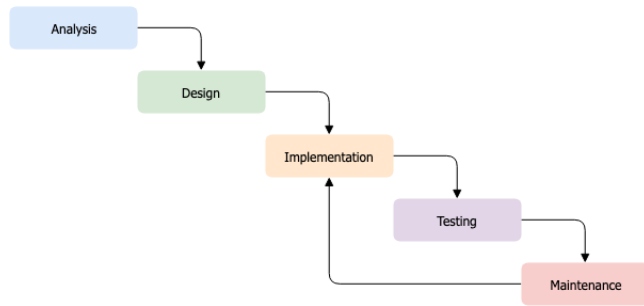 Analysis
Design
Implementation
Testing
Maintenance